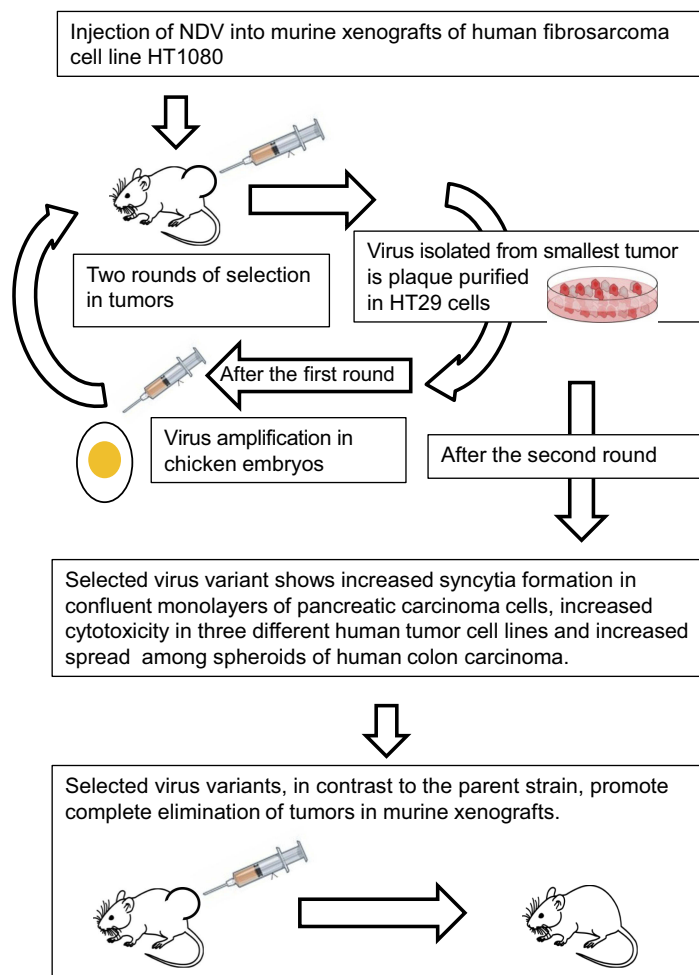 Injection of NDV into murine xenografts of human fibrosarcoma
cell line HT1080
Two rounds of selection
in tumors
Virus isolated from smallest tumor
is plaque purified
in HT29 cells
After the first round
Virus amplification in
chicken embryos
After the second round
Selected virus variant shows increased syncytia formation in
confluent monolayers of pancreatic carcinoma cells, increased
cytotoxicity in three different human tumor cell lines and increased
spread among spheroids of human colon carcinoma.
Selected virus variants, in contrast to the parent strain, promote
complete elimination of tumors in murine xenografts.